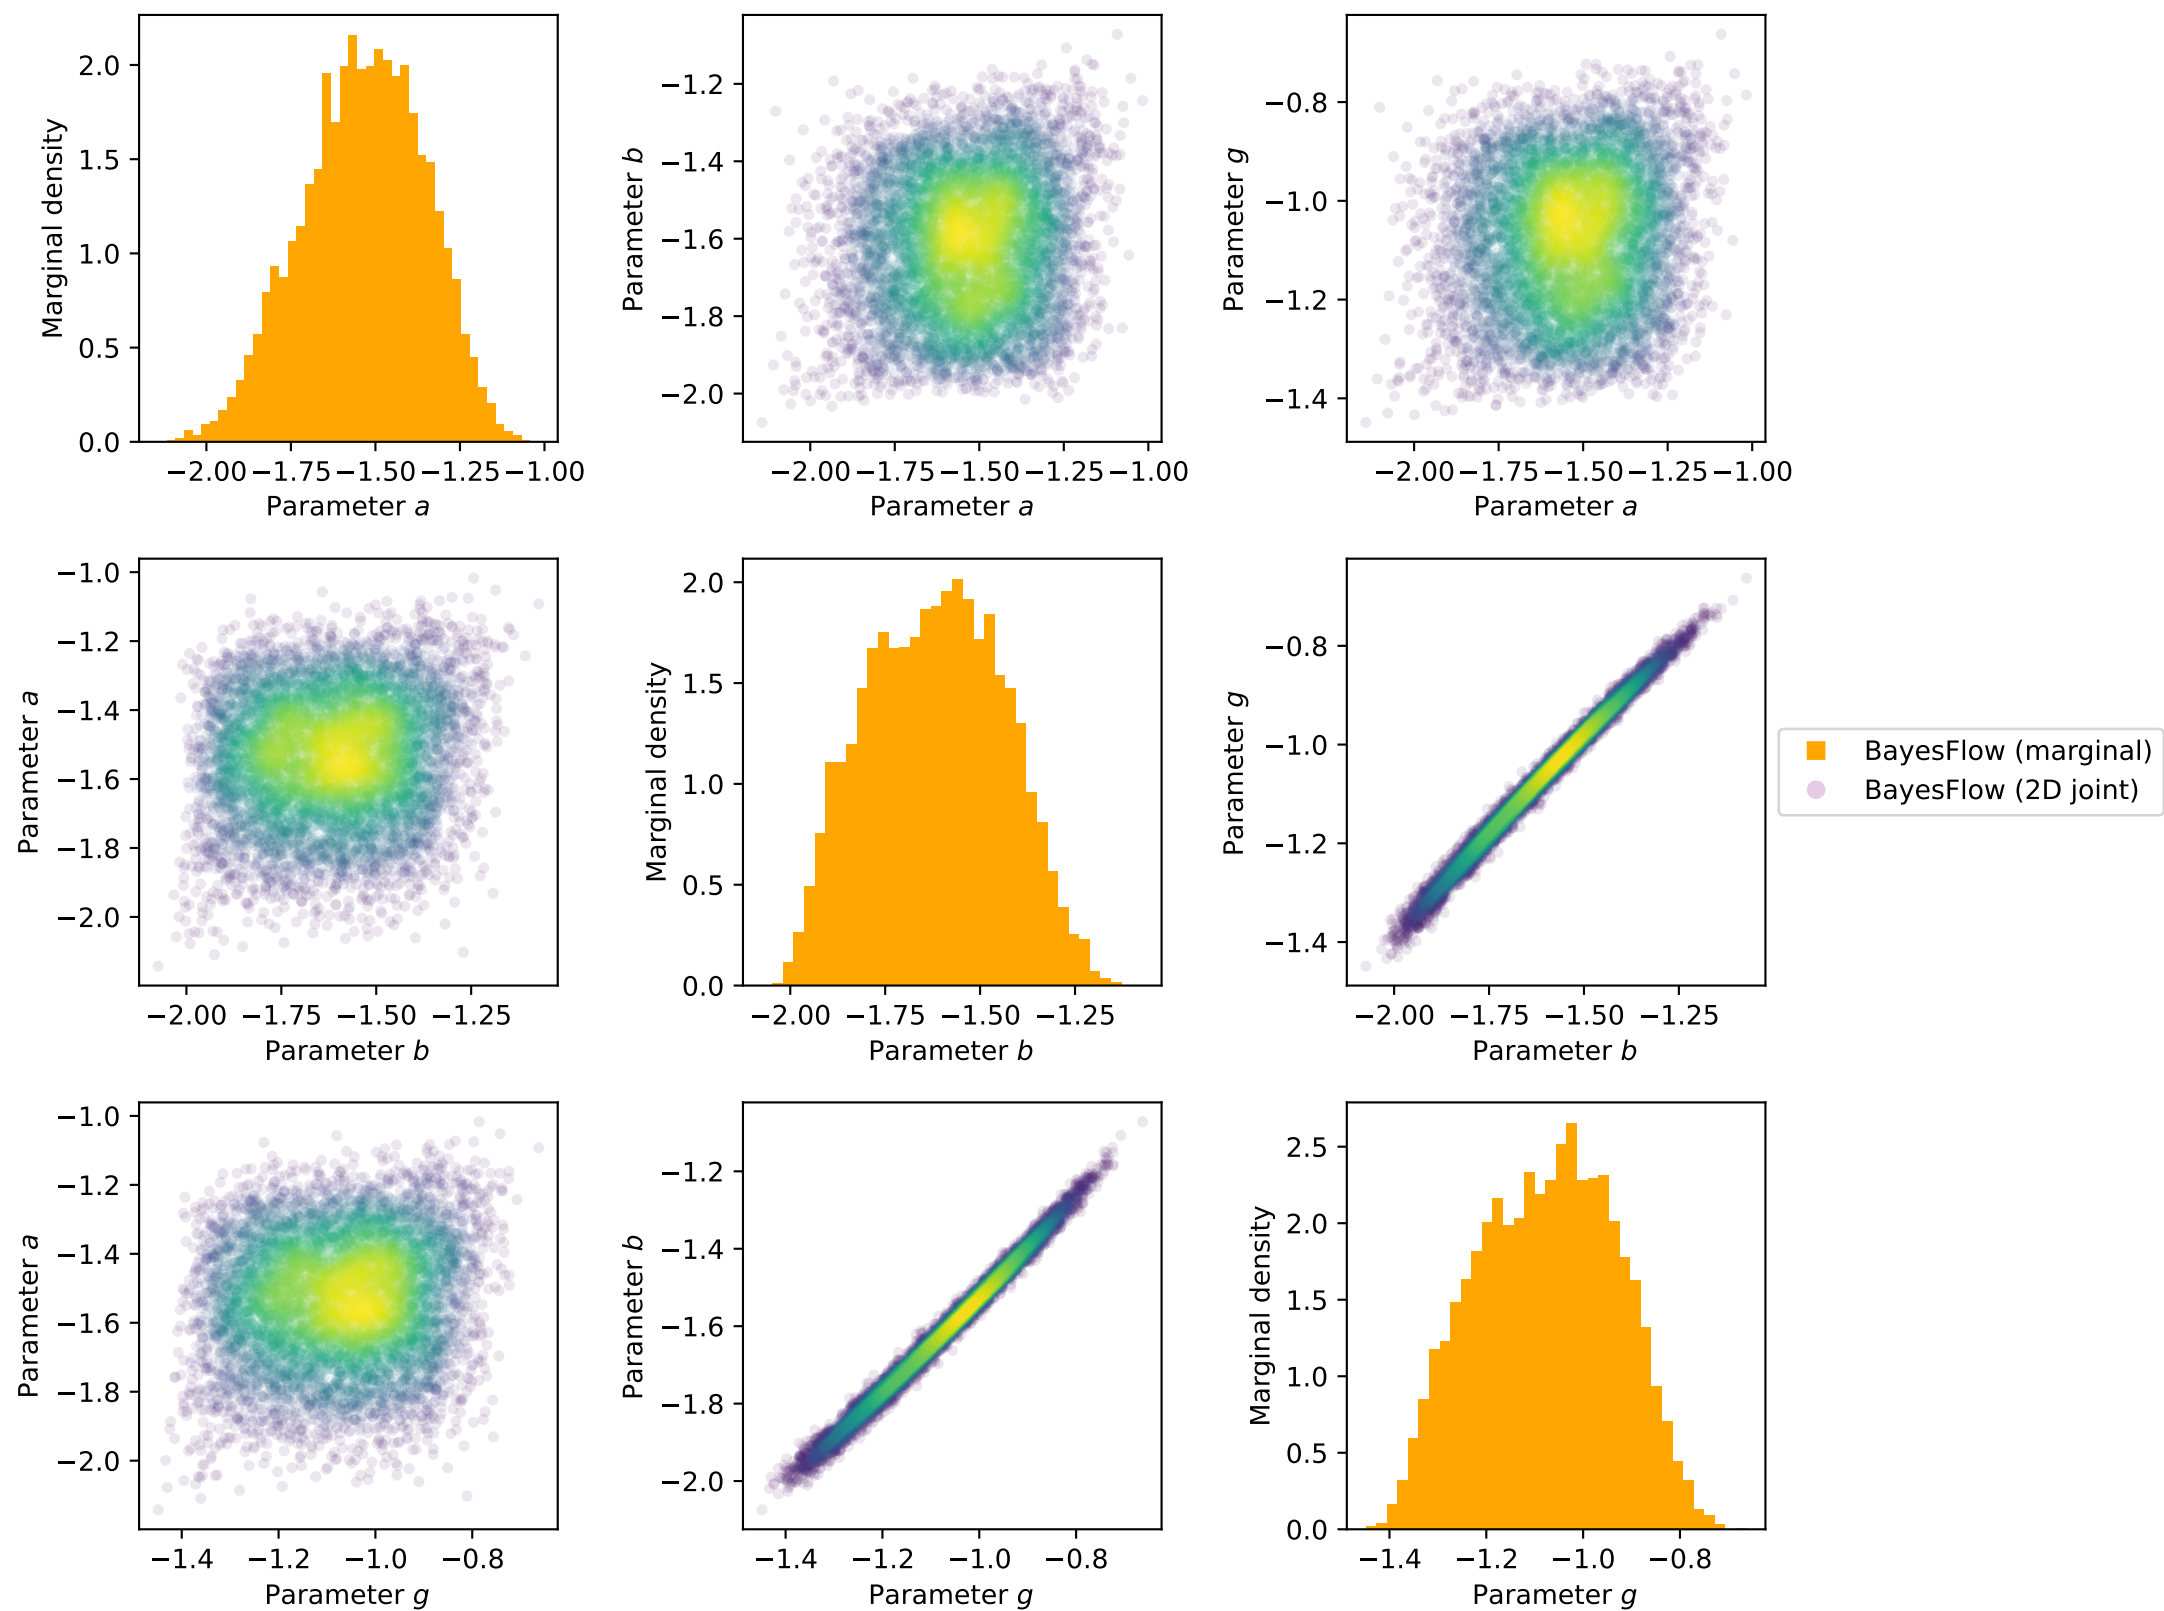 Marginal density
2.0
1.5
1.0
0.5
0.0
−2.00 −1.75 −1.50 −1.25 −1.00
Parameter a
Parameter b
−1.2
−1.4
−1.6
−1.8
−2.0
−2.00 −1.75 −1.50 −1.25 −1.00
Parameter a
Parameter g
−0.8
−1.0
−1.2
−1.4
−2.00 −1.75 −1.50 −1.25 −1.00
Parameter a
Parameter a
−1.0
−1.2
−1.4
−1.6
−1.8
−2.0
−2.00 −1.75 −1.50 −1.25
Parameter b
Marginal density
2.0
1.5
1.0
0.5
0.0
−2.00 −1.75 −1.50 −1.25
Parameter b
Parameter g
−0.8
−1.0
−1.2
−1.4
−2.00 −1.75 −1.50 −1.25
Parameter b
BayesFlow (marginal)
BayesFlow (2D joint)
Parameter a
−1.0
−1.2
−1.4
−1.6
−1.8
−2.0
−1.4 −1.2 −1.0 −0.8
Parameter g
Parameter b
−1.2
−1.4
−1.6
−1.8
−2.0
−1.4 −1.2 −1.0 −0.8
Parameter g
Marginal density
2.5
2.0
1.5
1.0
0.5
0.0
−1.4 −1.2 −1.0 −0.8
Parameter g